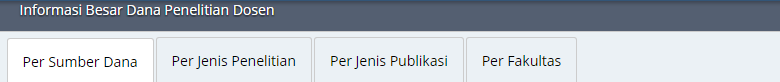 Informasi Besar Dana Penelitian Dosen
Per Sumber Dana Per Jenis Penelitian Per Jenis Publikasi Per Fakultas